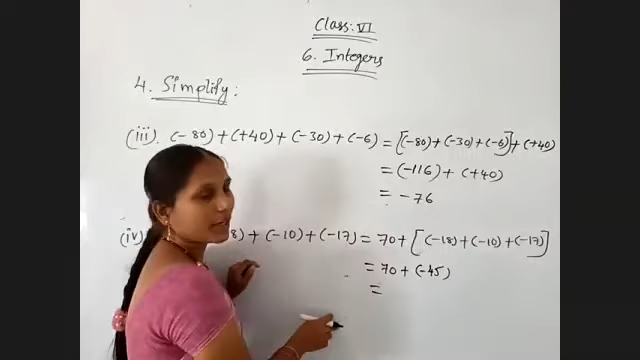 Class: VI
6. Integers
4. Simplify:
(iii). (-80) + (+40) + (-30) + (-6) = [(-80) + (-30) + (-6)] + (+40)
= (-116) + (+40)
= -76
(iv) 8) + (-10) + (-17) = 70 + [(-18) + (-10) + (-17)]
= 70 + (-45)
=